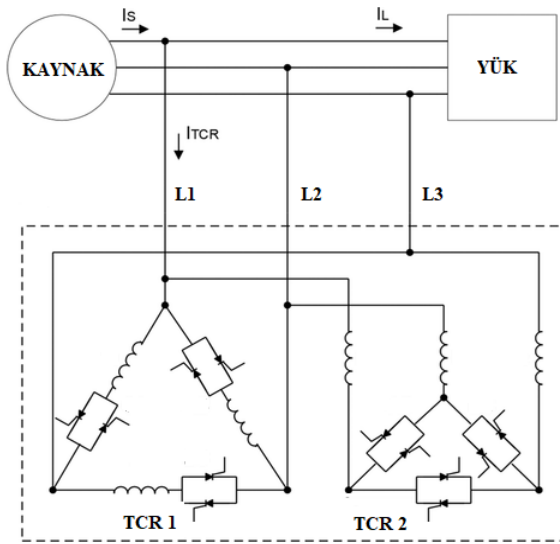 IS
IL
KAYNAK
YÜK
ITCR
L1
L2
L3
TCR 1
TCR 2